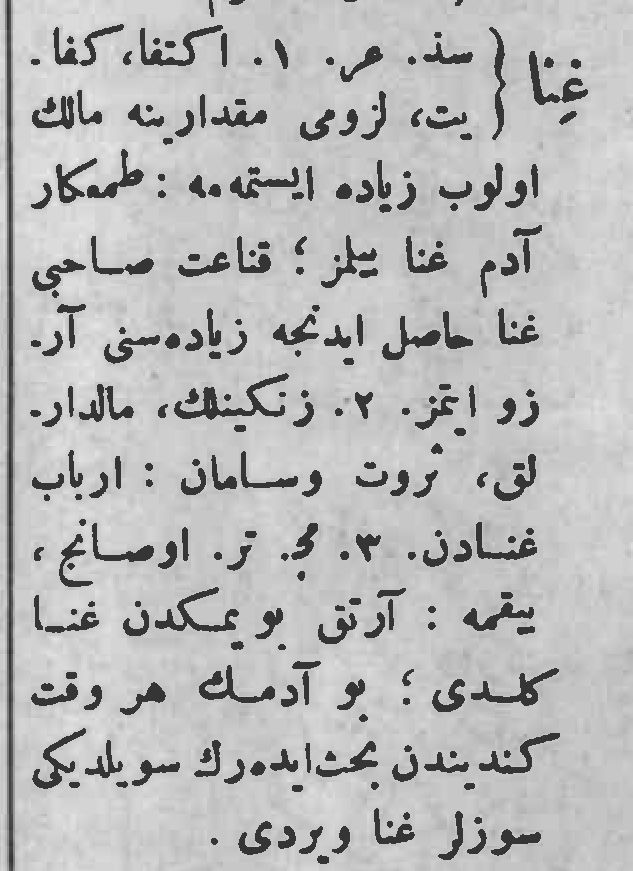 غِنا { سذ. عر. ١. اكتفا، كفا-
يت، لزومى مقدارينه مالك
اولوب زياده ايستمه‌مه : طمعكار
آدم غنا بيلمز ؛ قناعت صاحبى
غنا حاصل ايدنجه زياده‌سنى آر-
زو ايتمز. ٢. زنكينلك، مالدار-
لق، ثروت وسامان : ارباب
غنادن. ٣. مج. تر. اوصانج ،
بيقمه : آرتق بو يمكدن غنا
كلدى ؛ بو آدمك هر وقت
كنديندن بحث ايده‌رك سويلديكى
سوزلر غنا ويردى .